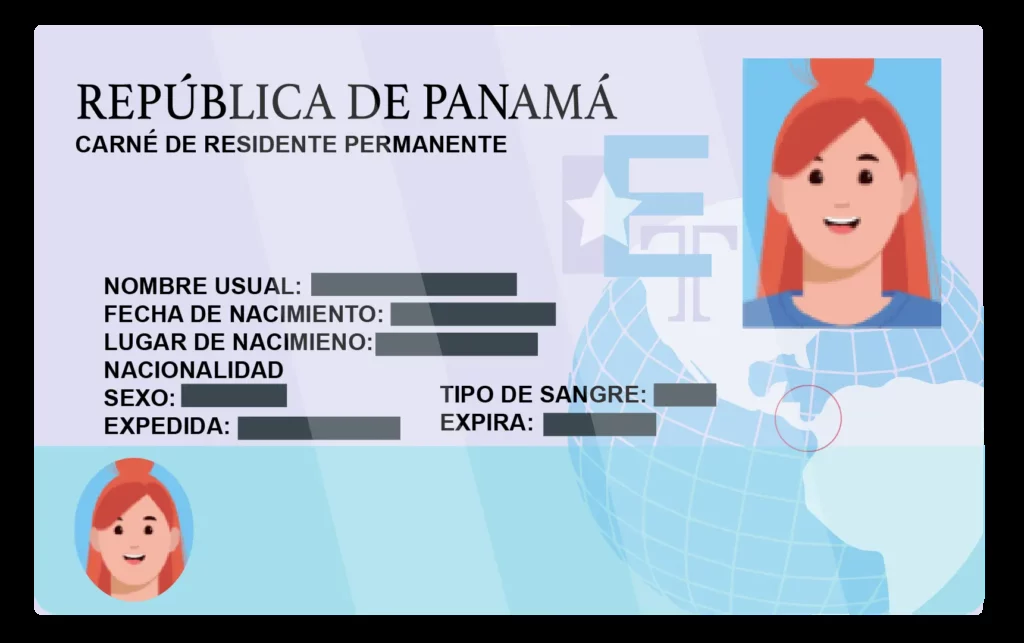 REPÚBLICA DE PANAMÁ
CARNÉ DE RESIDENTE PERMANENTE
ET
NOMBRE USUAL:
FECHA DE NACIMIENTO:
LUGAR DE NACIMIENO:
NACIONALIDAD
SEXO:
TIPO DE SANGRE:
EXPEDIDA:
EXPIRA: